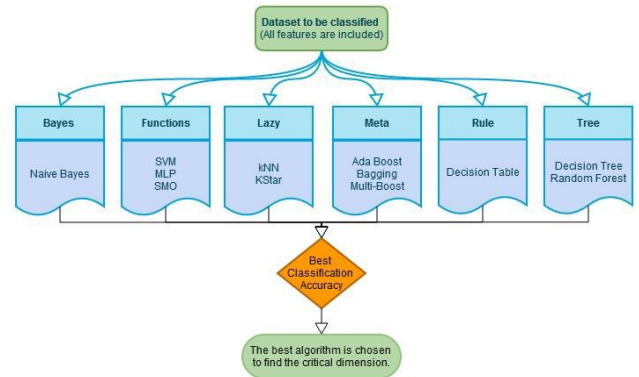 Dataset to be classified
(All features are included)
Bayes
Functions
Lazy
Meta
Rule
Tree
Naive Bayes
SVM
MLP
SMO
kNN
KStar
Ada Boost
Bagging
Multi-Boost
Decision Table
Decision Tree
Random Forest
Best
Classification
Accuracy
The best algorithm is chosen
to find the critical dimension.